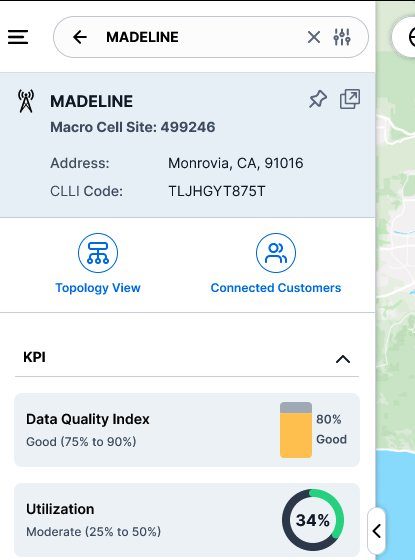 MADELINE
MADELINE
Macro Cell Site: 499246
Address: Monrovia, CA, 91016
CLLI Code: TLJHGYT875T
Topology View Connected Customers
KPI
Data Quality Index
Good (75% to 90%)
80%
Good
Utilization
Moderate (25% to 50%)
34%